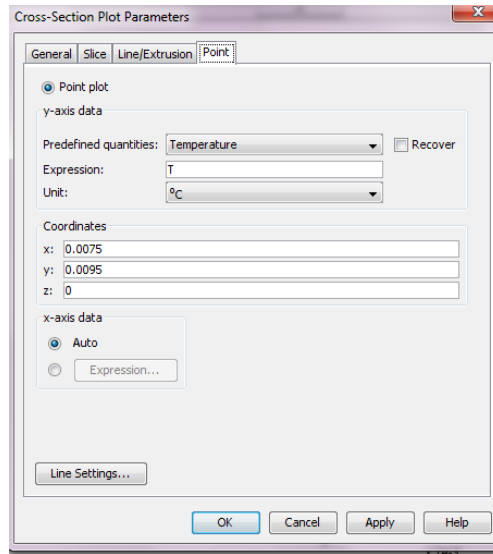 Cross-Section Plot Parameters
General Slice Line/Extrusion Point
Point plot
y-axis data
Predefined quantities: Temperature Recover
Expression: T
Unit: °C
Coordinates
x: 0.0075
y: 0.0095
z: 0
x-axis data
Auto
Expression...
Line Settings...
OK Cancel Apply Help